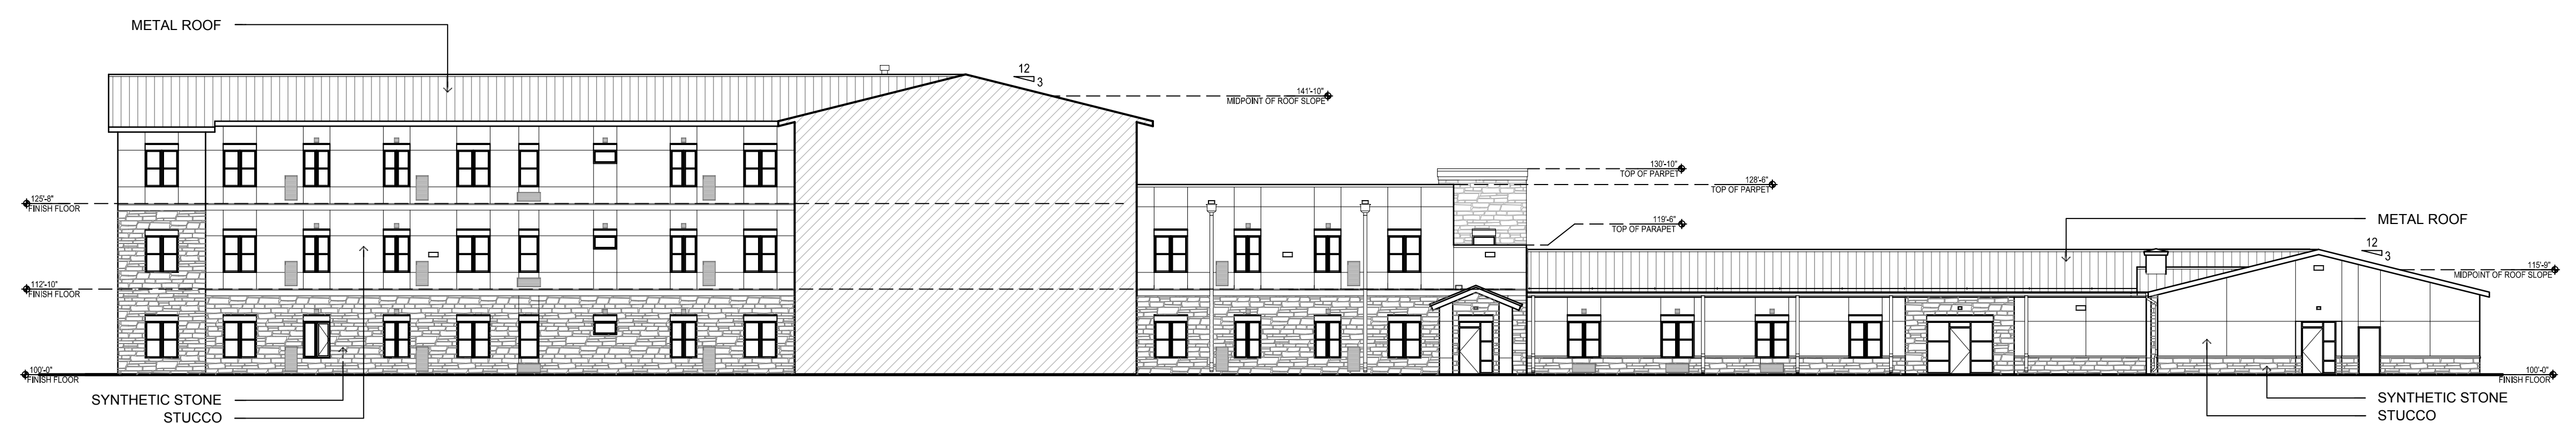 METAL ROOF
12
3
141'-10"
MIDPOINT OF ROOF SLOPE
130'-10"
TOP OF PARPET
128'-6"
TOP OF PARPET
125'-8"
FINISH FLOOR
119'-6"
TOP OF PARAPET
METAL ROOF
12
3
115'-9"
MIDPOINT OF ROOF SLOPE
112'-10"
FINISH FLOOR
100'-0"
FINISH FLOOR
100'-0"
FINISH FLOOR
SYNTHETIC STONE
STUCCO
SYNTHETIC STONE
STUCCO